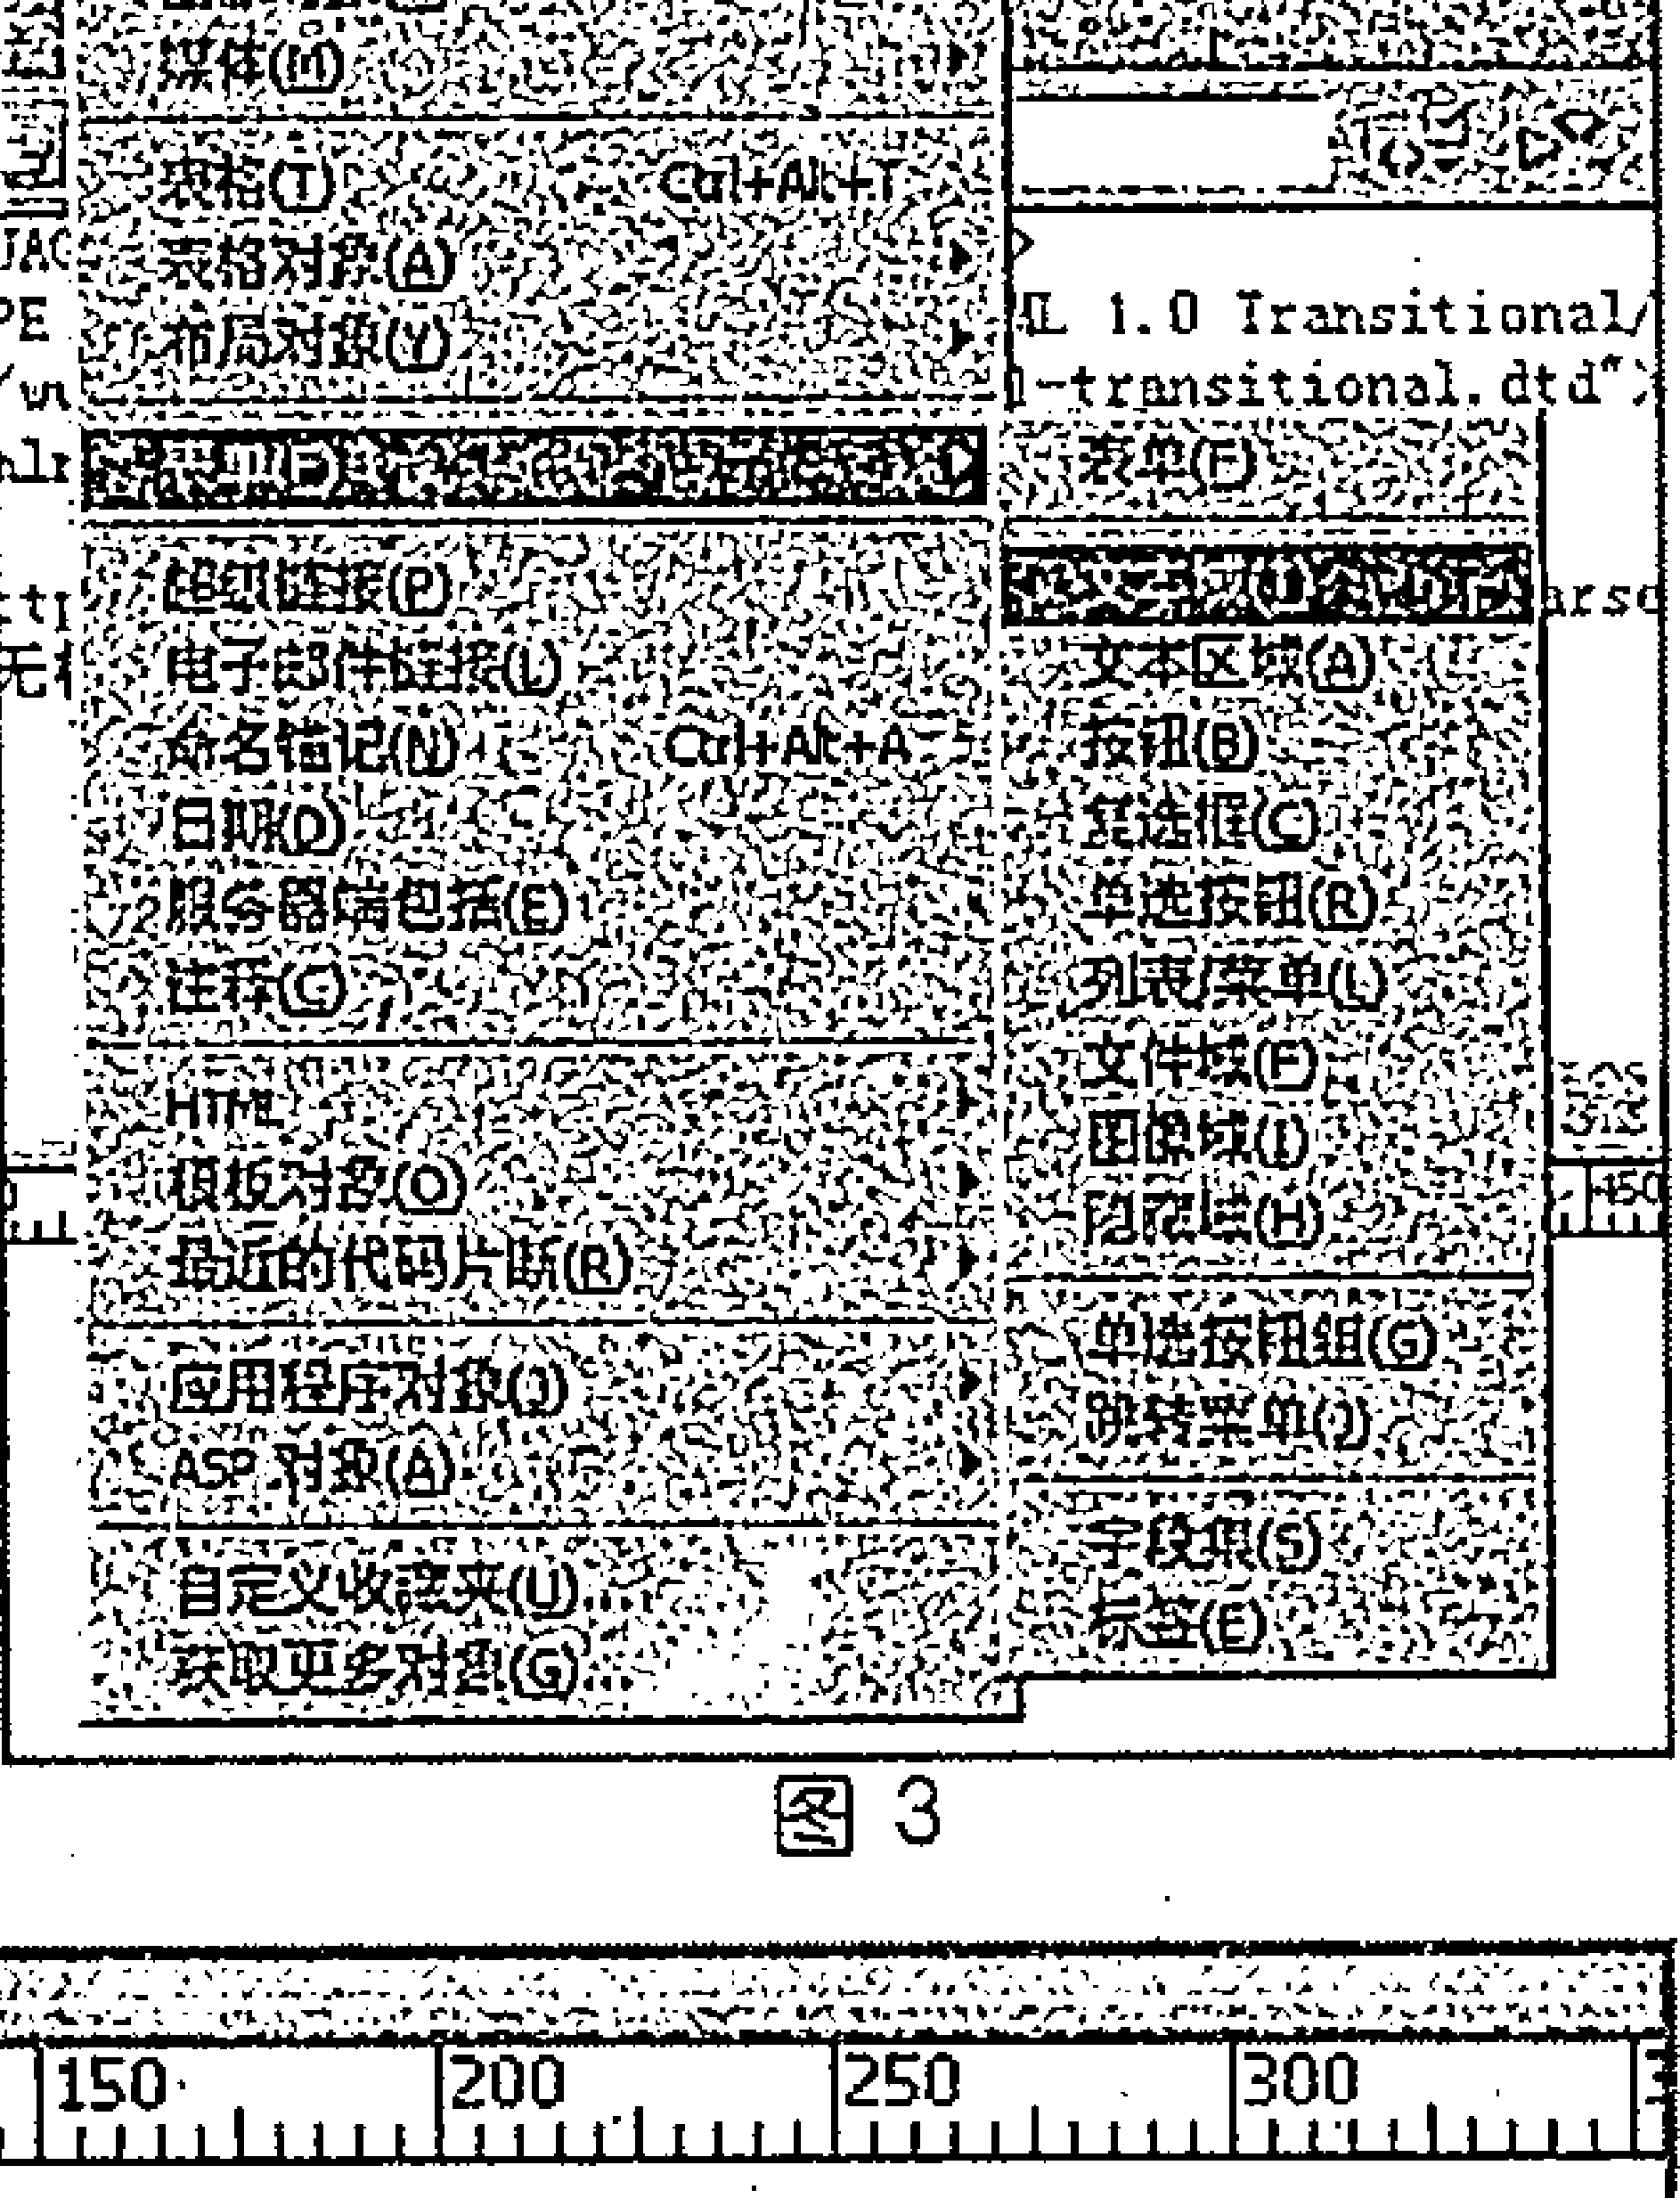 媒体(M)
表格(T) Ctrl+Alt+T
表格对象(A)
布局对象(Y)
L 1.0 Transitional/
-transitional.dtd">
表单(F)
超级链接(P)
电子邮件链接(L)
文本区域(A)
命名锚记(N) Ctrl+Alt+A
按钮(B)
日期(D)
复选框(C)
服务器端包括(E)
单选按钮(R)
注释(C)
列表/菜单(L)
文件域(F)
HTML
图像域(I)
模板对象(O)
隐藏域(H)
150
最近的代码片断(R)
单选按钮组(G)
应用程序对象(J)
跳转菜单(J)
ASP 对象(A)
字段集(S)
自定义收藏夹(U)
标签(E)
获取更多对象(G)
图 3
150 200 250 300